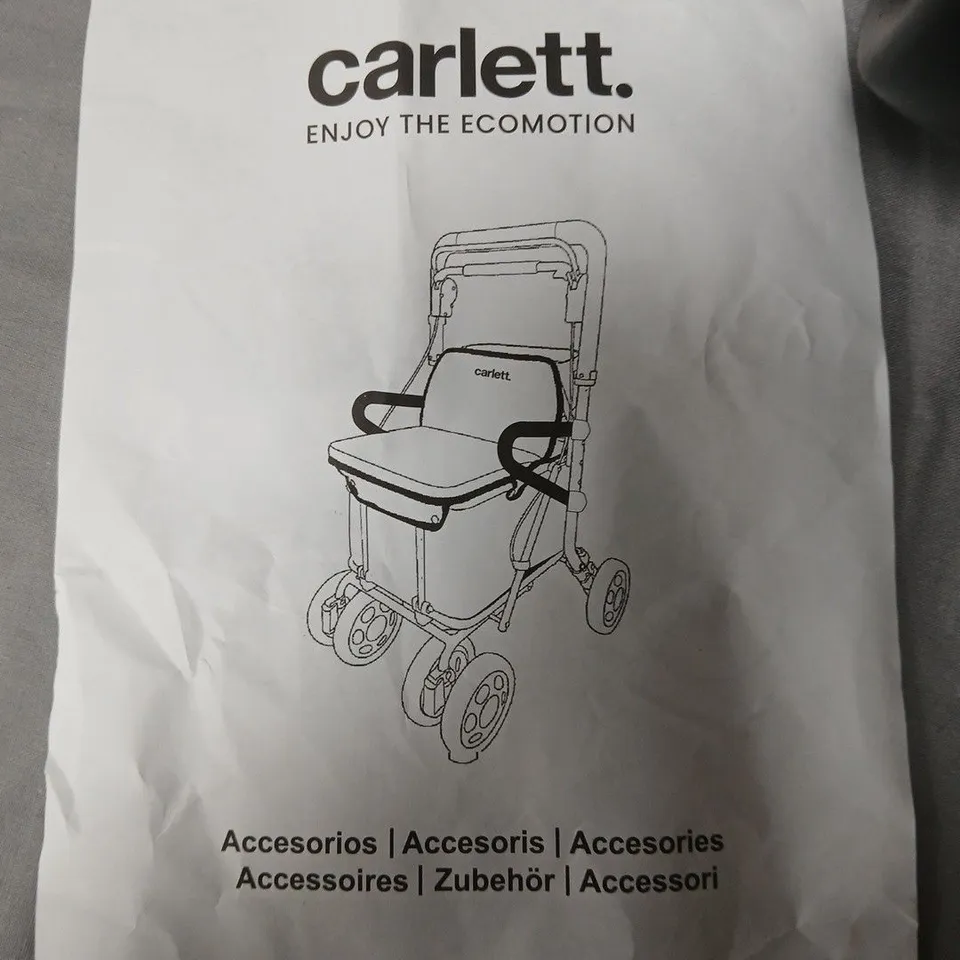 carlett.
ENJOY THE ECOMOTION
carlett.
Accesorios | Accesoris | Accesories
Accessoires | Zubehör | Accessori